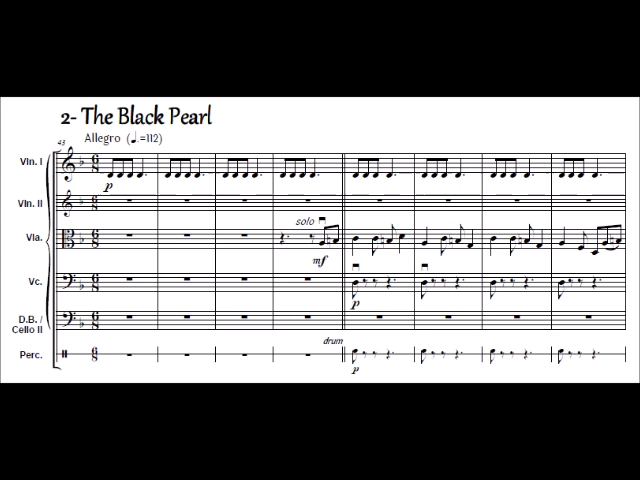 2- The Black Pearl
Allegro (♩.=112)
43
Vln. I
p
Vln. II
solo
Vla.
mf
Vc.
p
D.B. /
Cello II
drum
Perc.
p